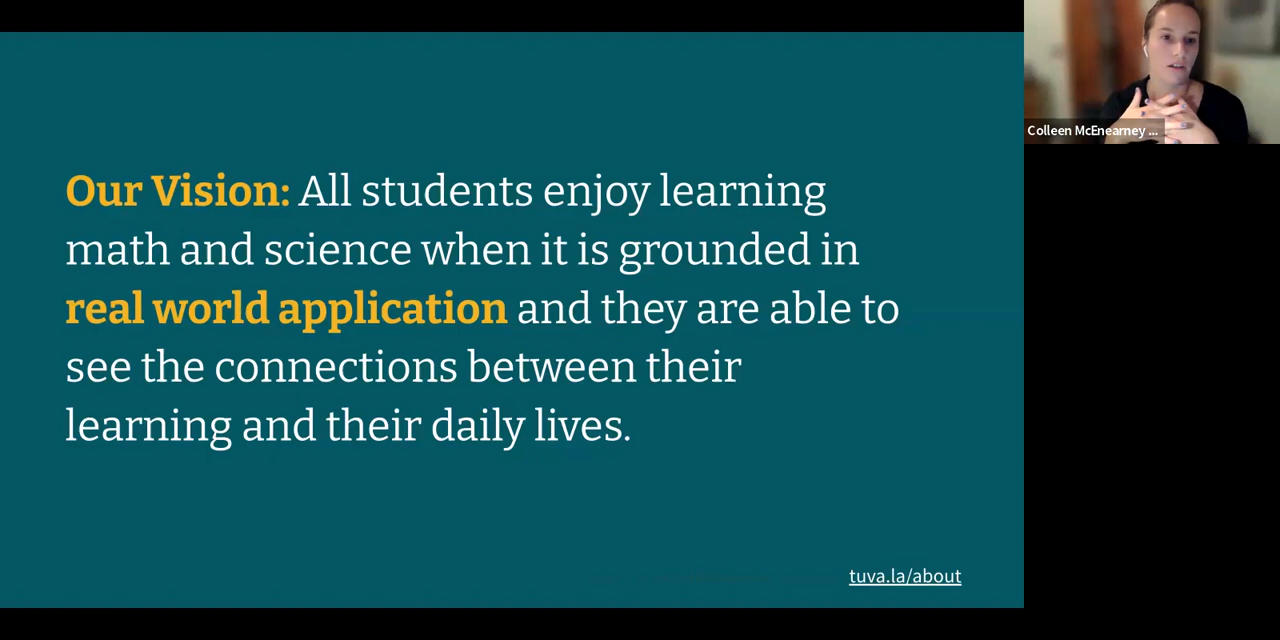 Our Vision: All students enjoy learning
math and science when it is grounded in
real world application and they are able to
see the connections between their
learning and their daily lives.
tuva.la/about
Colleen McEnearney ...